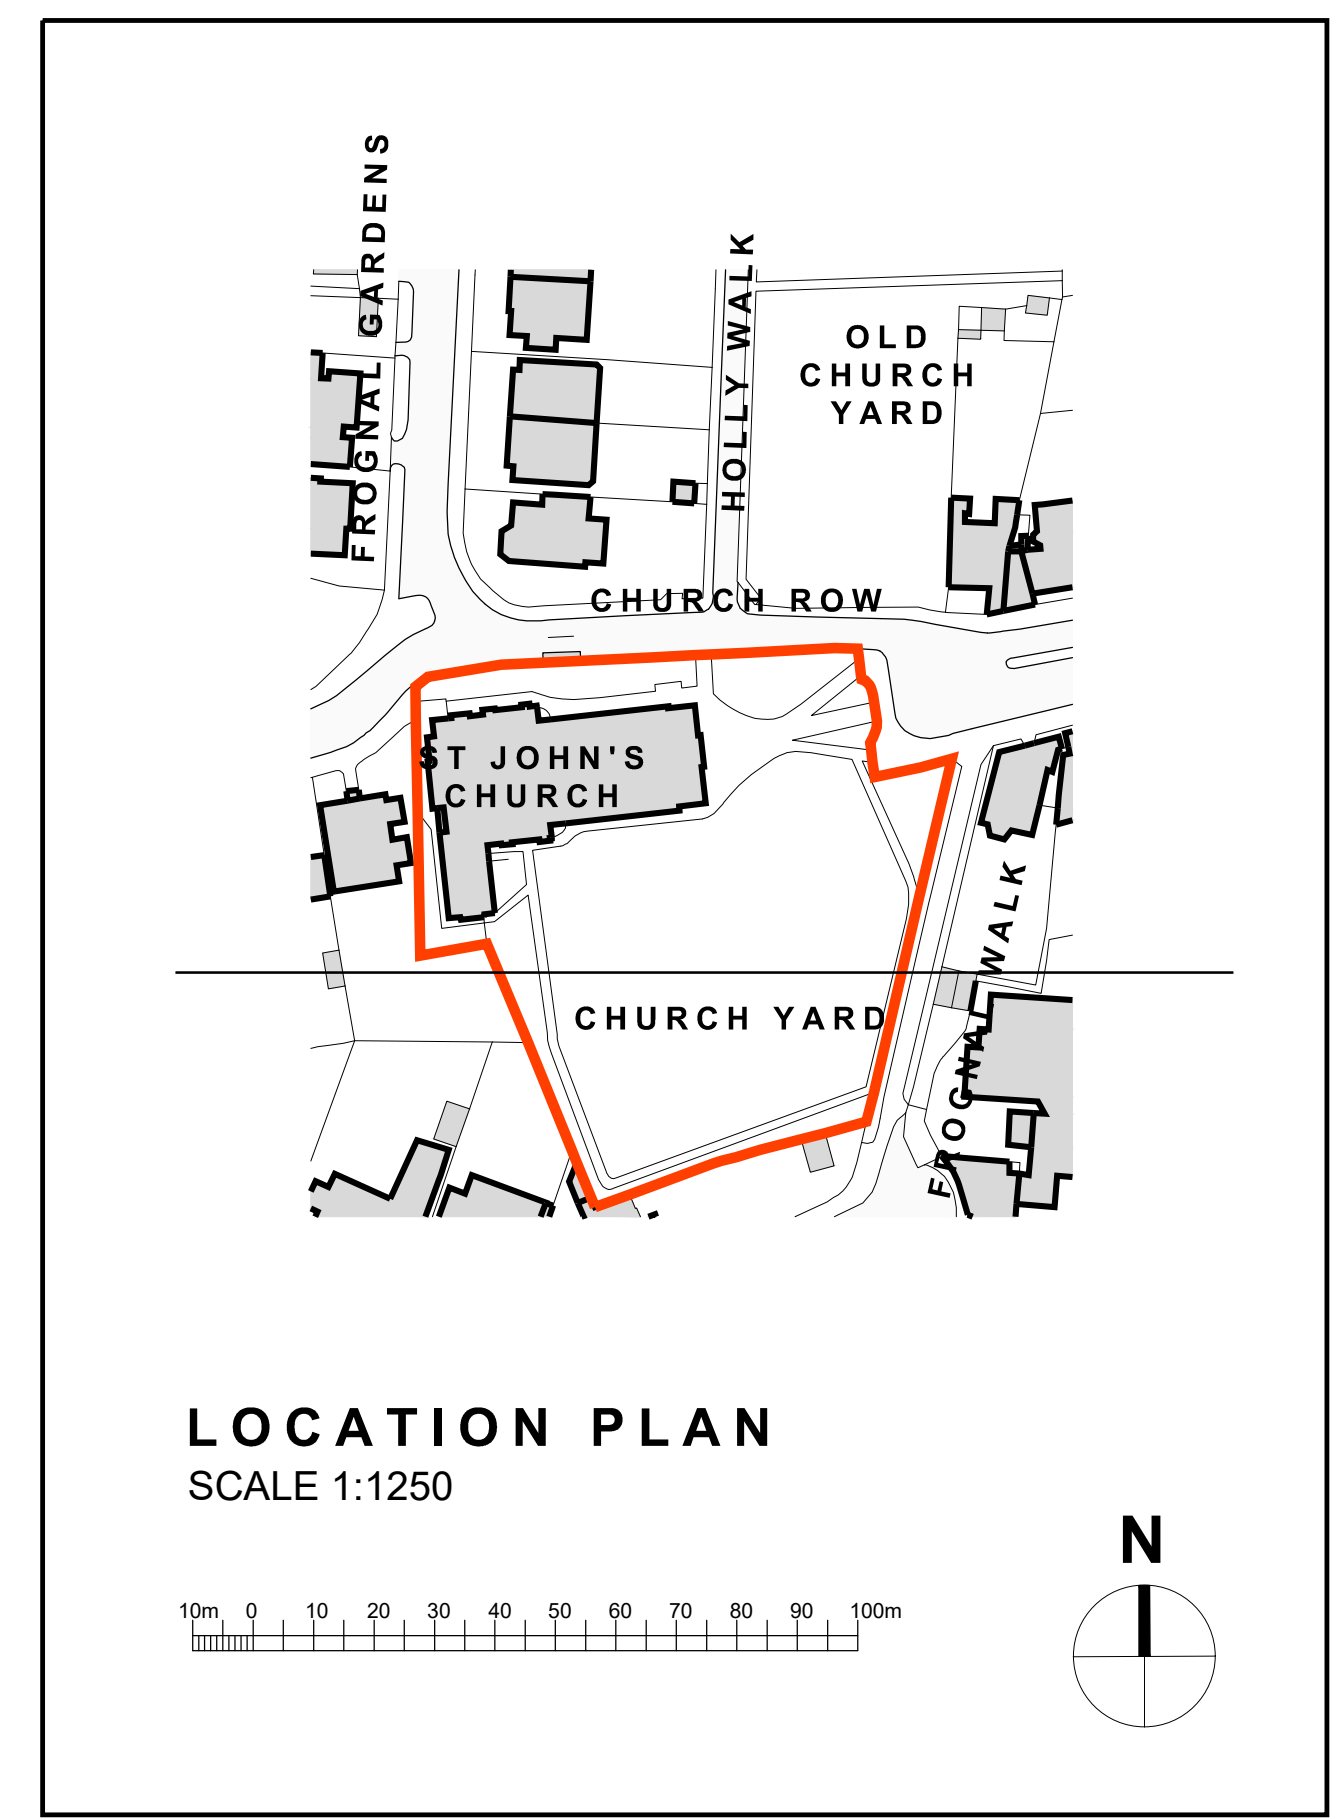 FROGNAL GARDENS
HOLLY WALK
OLD
CHURCH
YARD
CHURCH ROW
ST JOHN'S
CHURCH
FROGNAL WALK
CHURCH YARD
LOCATION PLAN
SCALE 1:1250
N
10m 0 10 20 30 40 50 60 70 80 90 100m